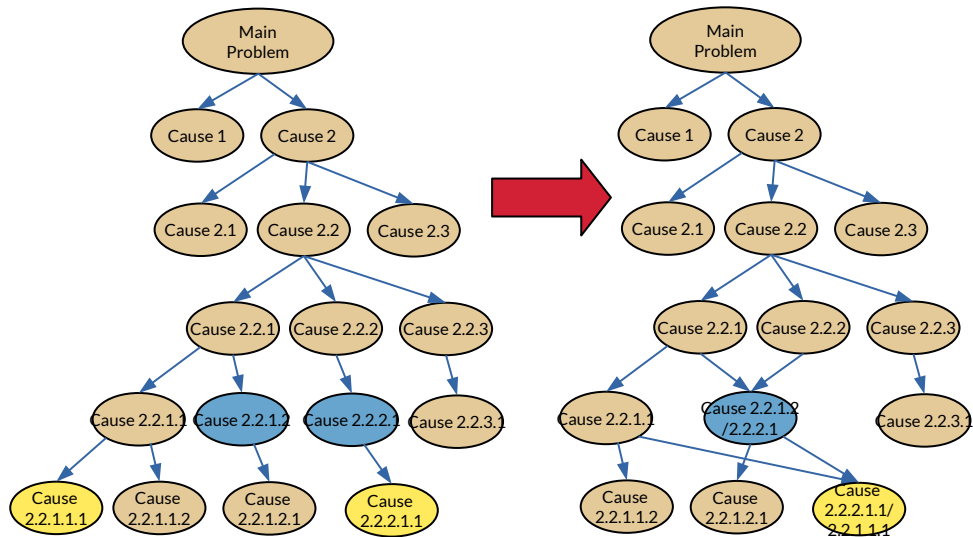 Main
Problem
Cause 1
Cause 2
Cause 2.1
Cause 2.2
Cause 2.3
Cause 2.2.1
Cause 2.2.2
Cause 2.2.3
Cause 2.2.1.1
Cause 2.2.1.2
Cause 2.2.2.1
Cause 2.2.3.1
Cause
2.2.1.1.1
Cause
2.2.1.1.2
Cause
2.2.1.2.1
Cause
2.2.2.1.1
Main
Problem
Cause 1
Cause 2
Cause 2.1
Cause 2.2
Cause 2.3
Cause 2.2.1
Cause 2.2.2
Cause 2.2.3
Cause 2.2.1.1
Cause 2.2.1.2
/2.2.2.1
Cause 2.2.3.1
Cause
2.2.1.1.2
Cause
2.2.1.2.1
Cause
2.2.2.1.1/
2.2.1.1.1